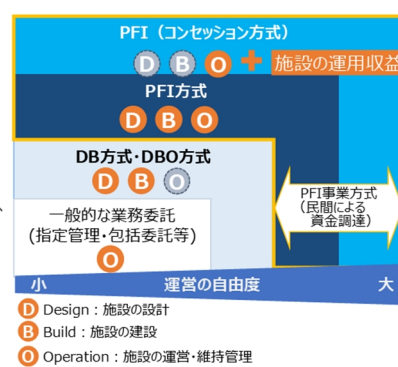 PFI（コンセッション方式）
D B O + 施設の運用収益
PFI方式
D B O
DB方式・DBO方式
D B O
一般的な業務委託
(指定管理・包括委託等)
O
PFI事業方式
(民間による
資金調達)
小 運営の自由度 大
D Design：施設の設計
B Build：施設の建設
O Operation：施設の運営・維持管理